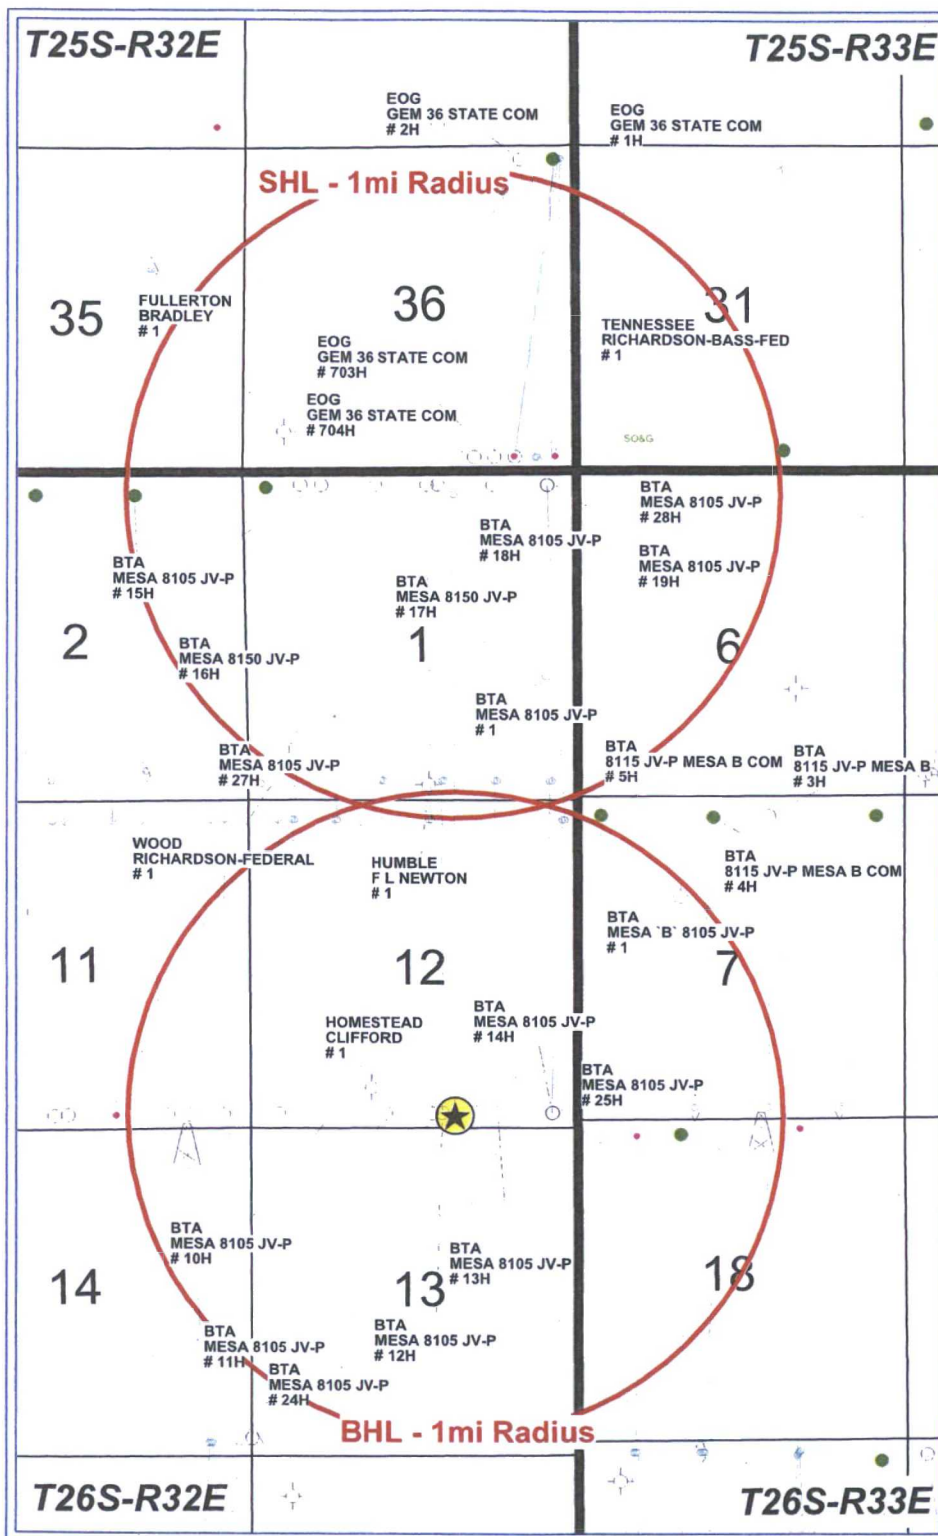 T25S-R32E
T25S-R33E
EOG
GEM 36 STATE COM
# 2H
EOG
GEM 36 STATE COM
# 1H
SHL - 1mi Radius
35
FULLERTON
BRADLEY
# 1
36
31
EOG
GEM 36 STATE COM
# 703H
TENNESSEE
RICHARDSON-BASS-FED
# 1
EOG
GEM 36 STATE COM
# 704H
SO&G
BTA
MESA 8105 JV-P
# 28H
BTA
MESA 8105 JV-P
# 18H
BTA
MESA 8105 JV-P
# 19H
BTA
MESA 8105 JV-P
# 15H
BTA
MESA 8150 JV-P
# 17H
2
BTA
MESA 8150 JV-P
# 16H
1
6
BTA
MESA 8105 JV-P
# 1
BTA
MESA 8105 JV-P
# 27H
BTA
8115 JV-P MESA B COM
# 5H
BTA
8115 JV-P MESA B
# 3H
WOOD
RICHARDSON-FEDERAL
# 1
HUMBLE
F L NEWTON
# 1
BTA
8115 JV-P MESA B COM
# 4H
BTA
MESA `B` 8105 JV-P
# 1
11
12
7
HOMESTEAD
CLIFFORD
# 1
BTA
MESA 8105 JV-P
# 14H
BTA
MESA 8105 JV-P
# 25H
BTA
MESA 8105 JV-P
# 10H
BTA
MESA 8105 JV-P
# 13H
14
13
18
BTA
MESA 8105 JV-P
# 11H
BTA
MESA 8105 JV-P
# 12H
BTA
MESA 8105 JV-P
# 24H
BHL - 1mi Radius
T26S-R32E
T26S-R33E